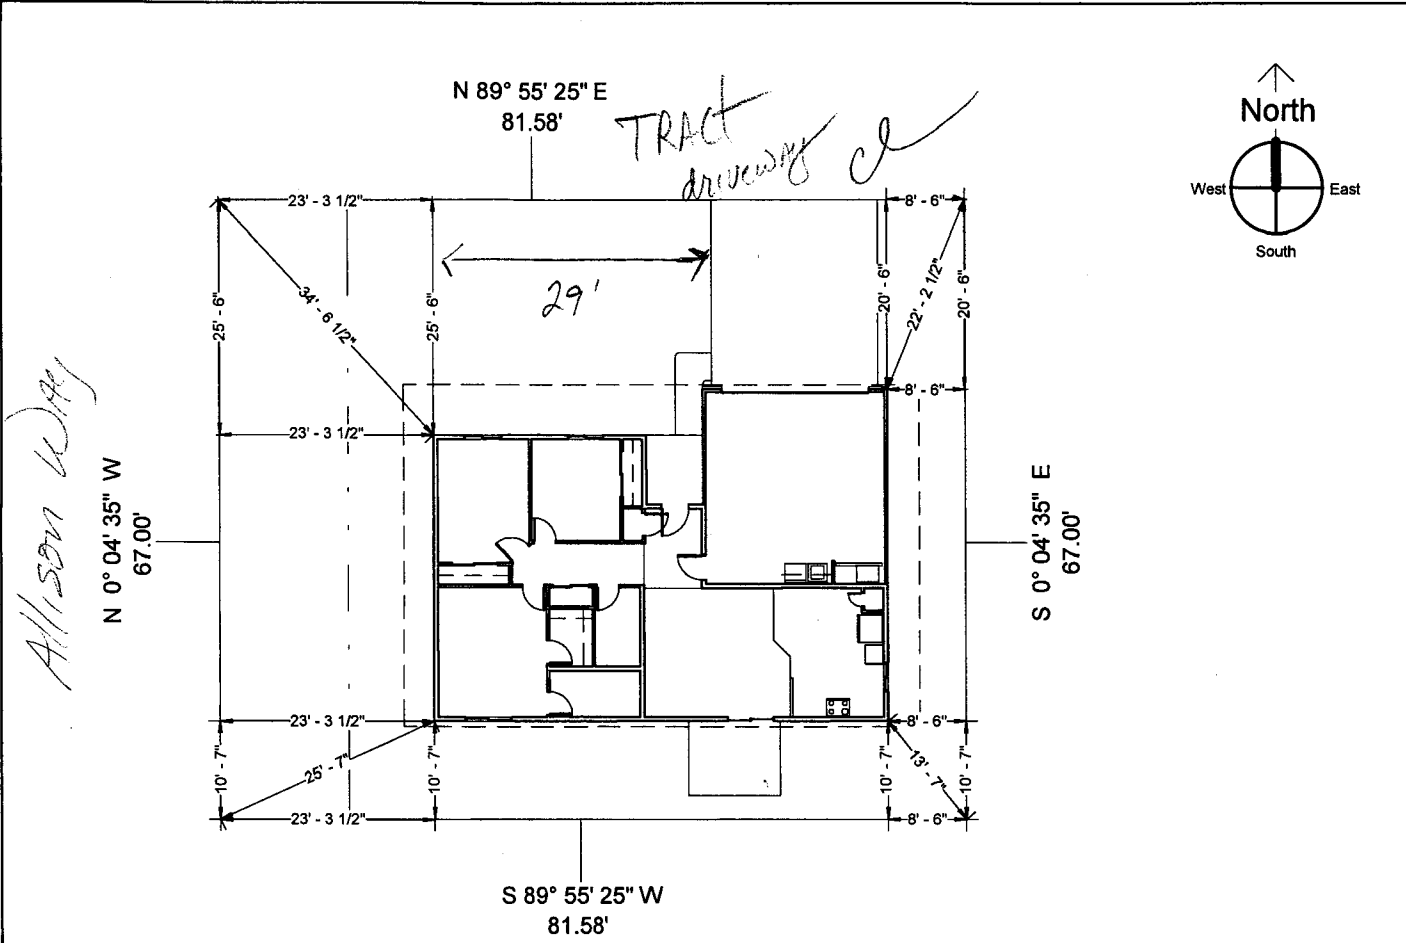 N 89° 55' 25" E
81.58'
TRACt
driveway
North
West
East
South
23' - 3 1/2"
8' - 6"
29'
25' - 6"
34' - 6 1/2"
25' - 6"
20' - 6"
22' - 2 1/2"
20' - 6"
8' - 6"
23' - 3 1/2"
Allison WAy
N 0° 04' 35" W
67.00'
S 0° 04' 35" E
67.00'
23' - 3 1/2"
8' - 6"
10' - 7"
25' - 7"
10' - 7"
10' - 7"
13' - 7"
10' - 7"
23' - 3 1/2"
8' - 6"
S 89° 55' 25" W
81.58'